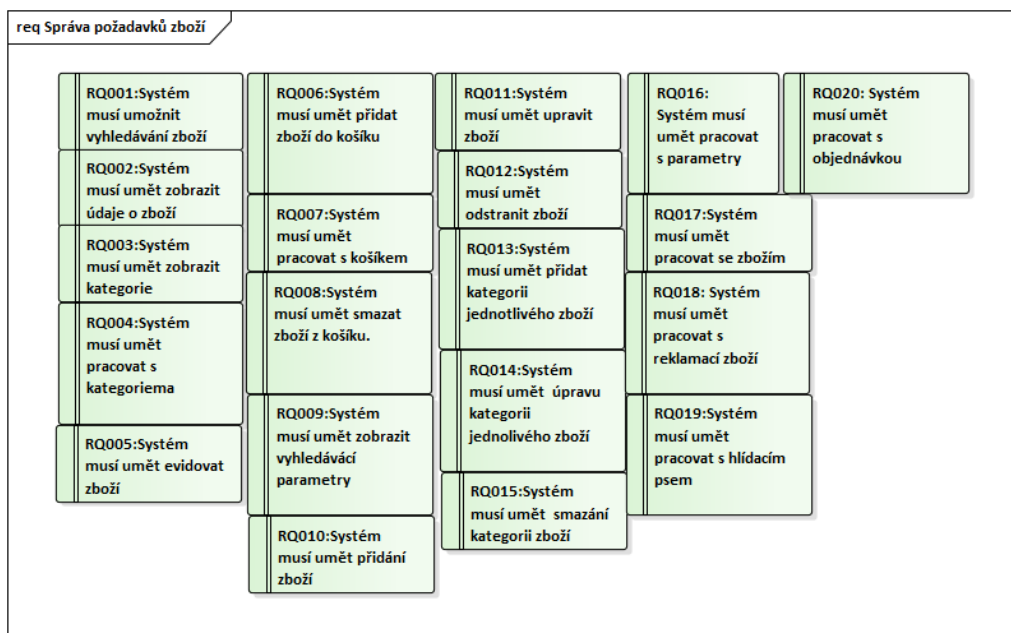 req Správa požadavků zboží
RQ001:Systém
musí umožnit
vyhledávání zboží
RQ002:Systém
musí umět zobrazit
údaje o zboží
RQ003:Systém
musí umět zobrazit
kategorie
RQ004:Systém
musí umět
pracovat s
kategoriema
RQ005:Systém
musí umět evidovat
zboží
RQ006:Systém
musí umět přidat
zboží do košíku
RQ007:Systém
musí umět
pracovat s košíkem
RQ008:Systém
musí umět smazat
zboží z košíku.
RQ009:Systém
musí umět zobrazit
vyhledávácí
parametry
RQ010:Systém
musí umět přidání
zboží
RQ011:Systém
musí umět upravit
zboží
RQ012:Systém
musí umět
odstranit zboží
RQ013:Systém
musí umět přidat
kategorii
jednotlivého zboží
RQ014:Systém
musí umět  úpravu
kategorii
jednolivého zboží
RQ015:Systém
musí umět  smazání
kategorii zboží
RQ016:
Systém musí
umět pracovat
s parametry
RQ017:Systém
musí umět
pracovat se zbožím
RQ018: Systém
musí umět
pracovat s
reklamací zboží
RQ019:Systém
musí umět
pracovat s hlídacím
psem
RQ020: Systém
musí umět
pracovat s
objednávkou